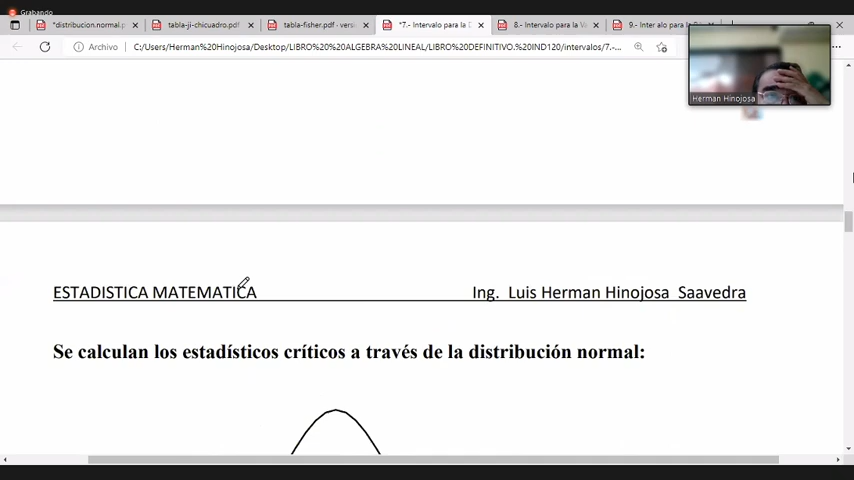 Grabando
*distribucion.normal.p
tabla-ji-chicuadro.pdf
tabla-fisher.pdf - versi
*7.- Intervalo para la D
8.- Intervalo para la Va
9.- Inter alo para la
Archivo
C:/Users/Herman%20Hinojosa/Desktop/LIBRO%20%20ALGEBRA%20LINEAL/LIBRO%20DEFINITIVO.%20IND120/intervalos/7.-...
Herman Hinojosa
ESTADISTICA MATEMATICA
Ing. Luis Herman Hinojosa Saavedra
Se calculan los estadísticos críticos a través de la distribución normal: